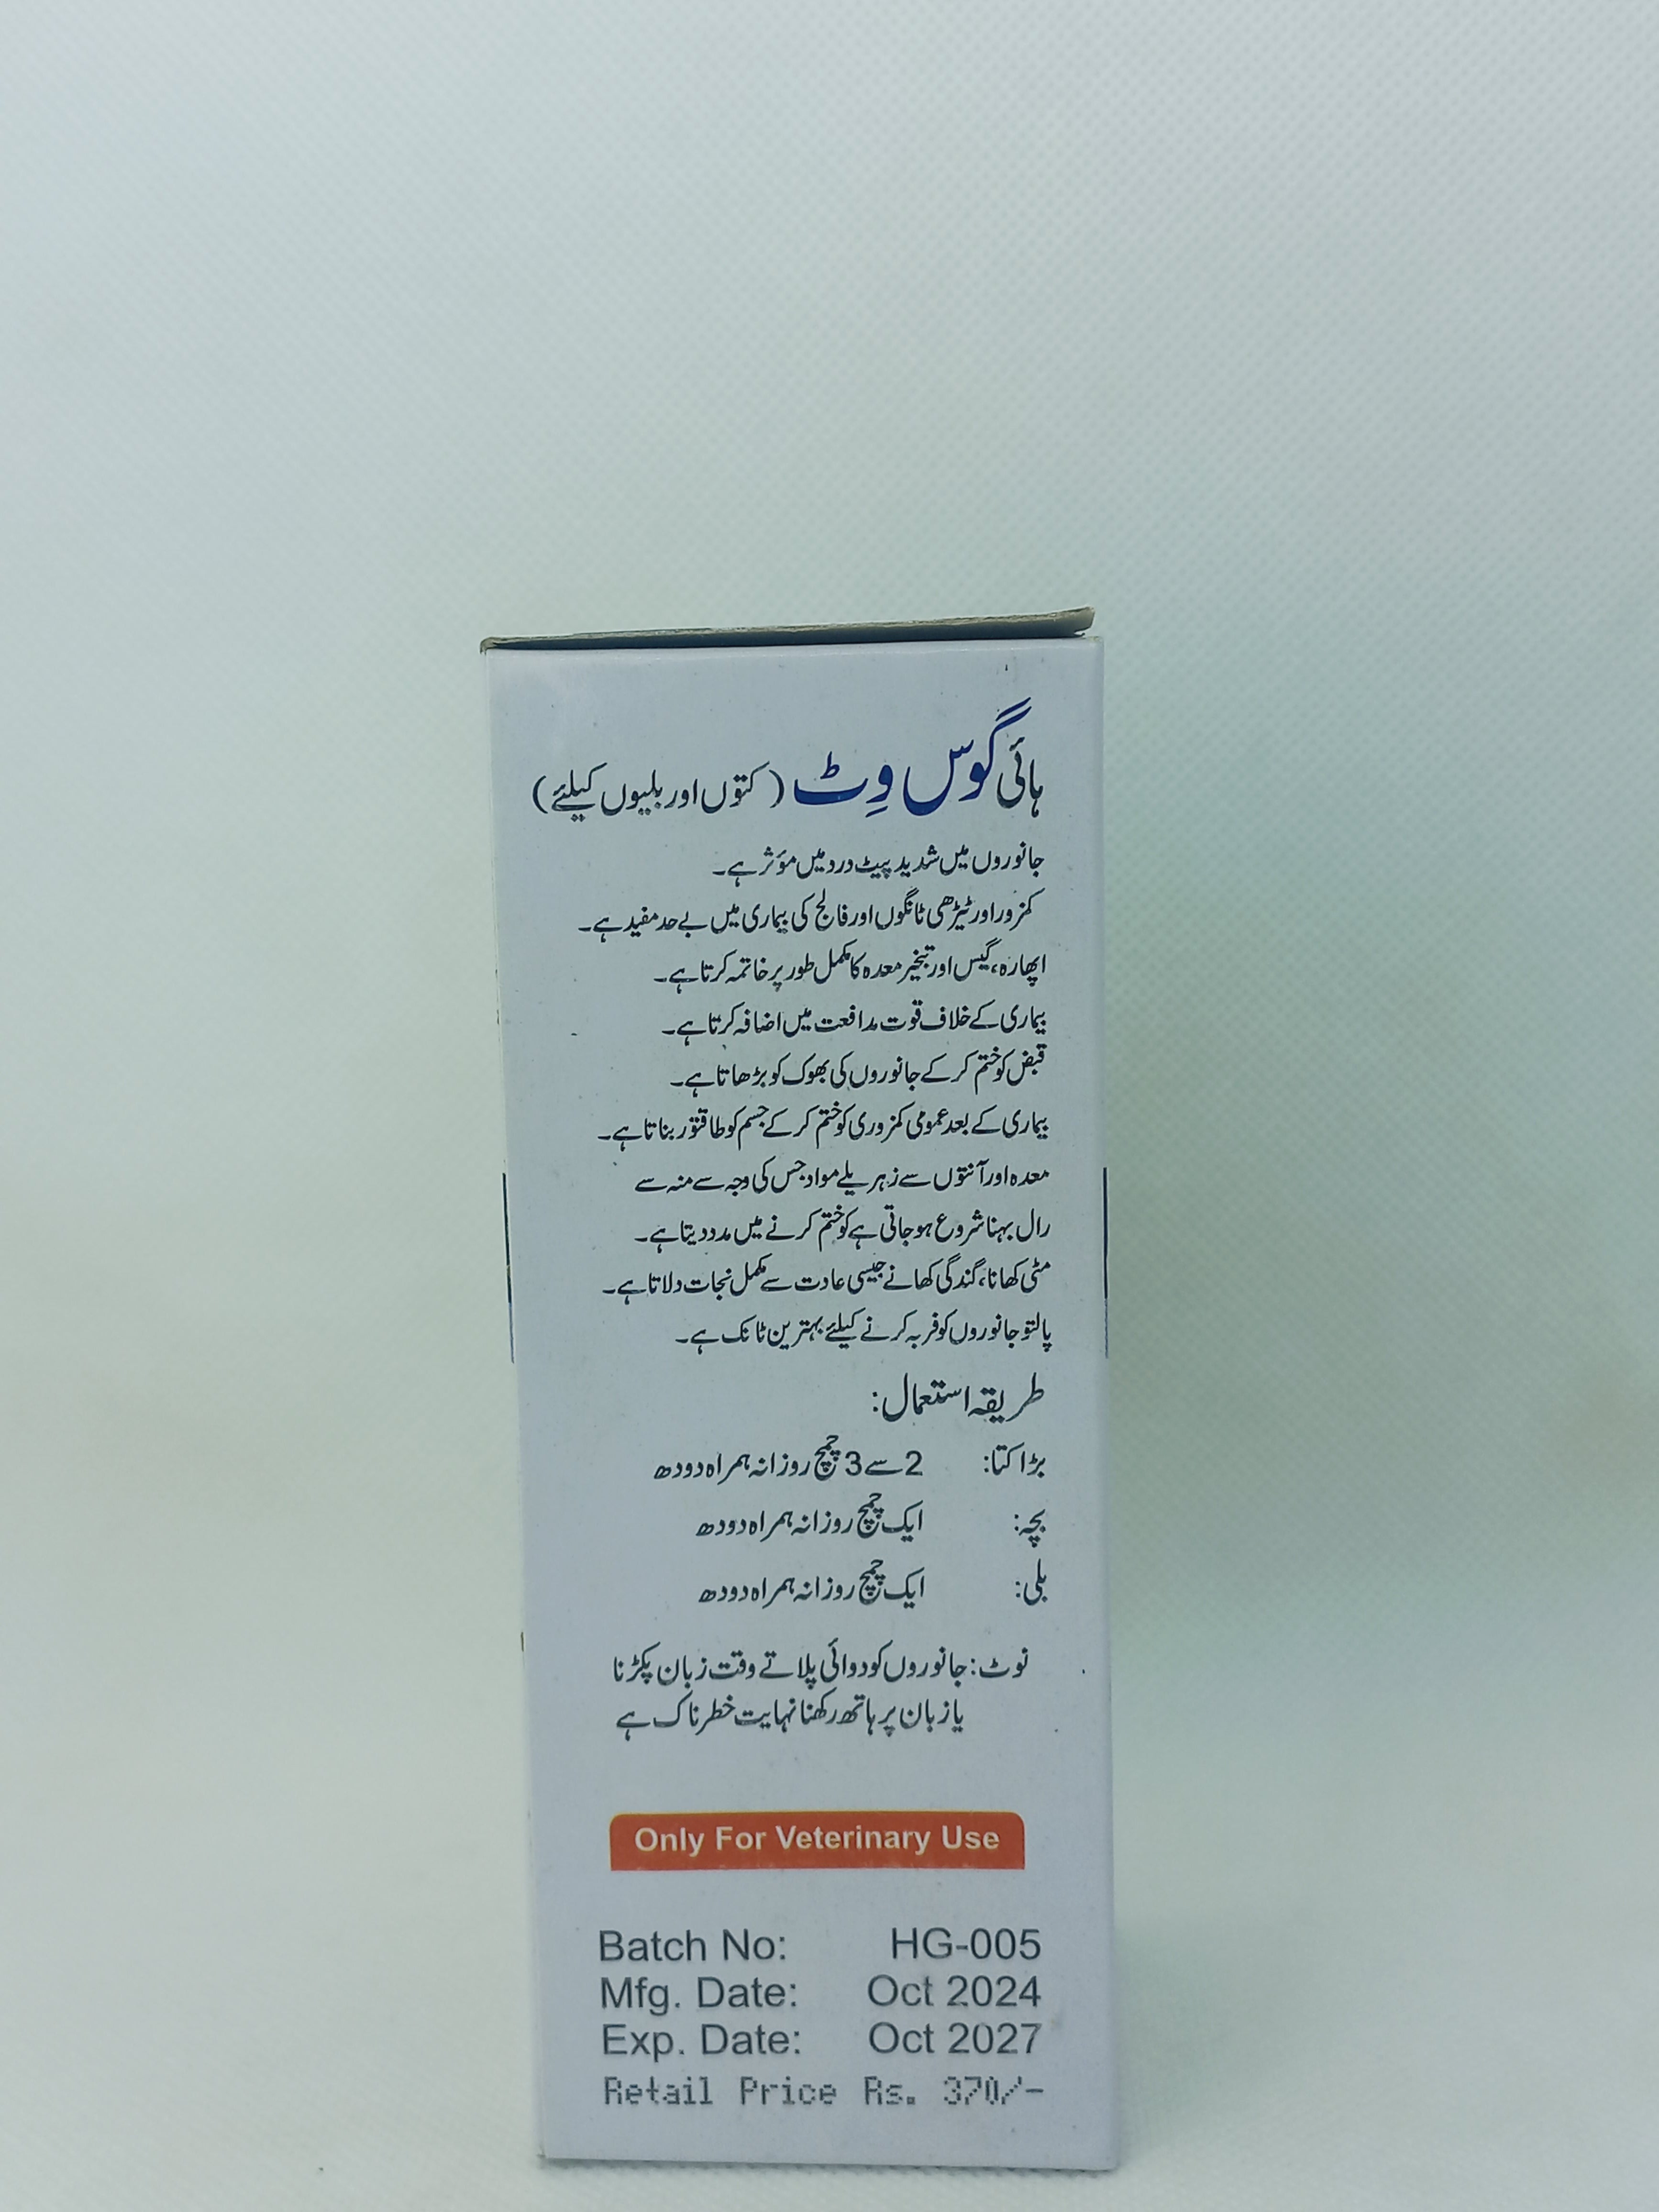 ہائی گوس وِٹ (کتوں اور بلیوں کیلئے)
جانوروں میں شدید پیٹ درد میں مؤثر ہے۔
کمزور اور ٹیڑھی ٹانگوں اور فالج کی بیماری میں بے حد مفید ہے۔
اپھارہ، گیس اور تبخیر معدہ کا مکمل طور پر خاتمہ کرتا ہے۔
بیماری کے خلاف قوت مدافعت میں اضافہ کرتا ہے۔
قبض کو ختم کر کے جانوروں کی بھوک کو بڑھاتا ہے۔
بیماری کے بعد عمومی کمزوری کو ختم کر کے جسم کو طاقتور بناتا ہے۔
معدہ اور آنتوں سے زہریلے مواد جس کی وجہ سے منہ سے
رال بہنا شروع ہو جاتی ہے کو ختم کرنے میں مدد دیتا ہے۔
مٹی کھانا، گندگی کھانے جیسی عادت سے مکمل نجات دلاتا ہے۔
پالتو جانوروں کو فربہ کرنے کیلئے بہترین ٹانک ہے۔
طریقہ استعمال:
بڑا کتا: 2 سے 3 چمچ روزانہ ہمراہ دودھ
بچہ: ایک چمچ روزانہ ہمراہ دودھ
بلی: ایک چمچ روزانہ ہمراہ دودھ
نوٹ: جانوروں کو دوائی پلاتے وقت زبان پکڑنا
یا زبان پر ہاتھ رکھنا نہایت خطرناک ہے
Only For Veterinary Use
Batch No: HG-005
Mfg. Date: Oct 2024
Exp. Date: Oct 2027
Retail Price Rs. 370/-